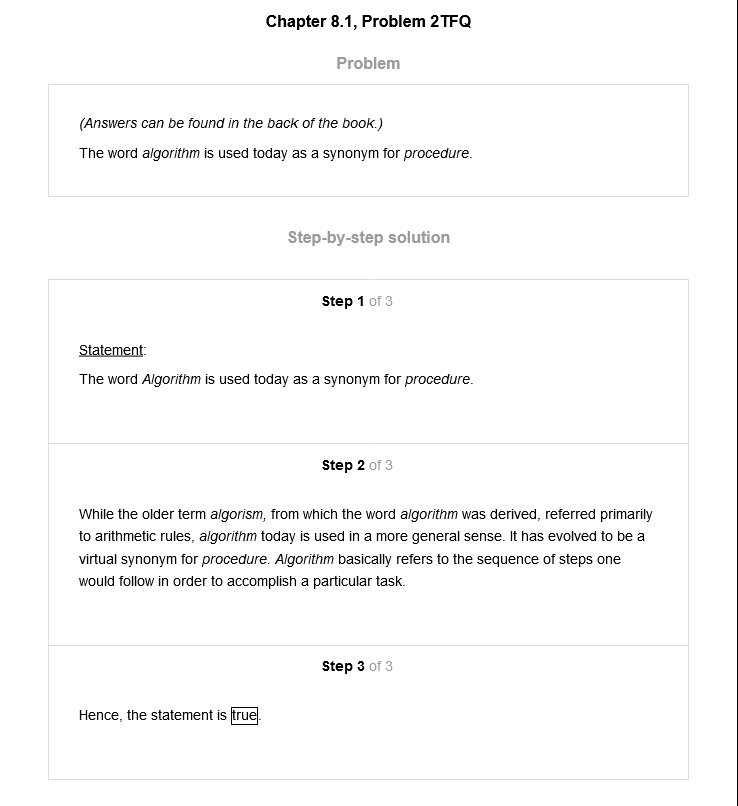 Chapter 8.1, Problem 2TFQ
Problem
(Answers can be found in the back of the book.)
The word algorithm is used today as a synonym for procedure.
Step-by-step solution
Step 1 of 3
Statement:
The word Algorithm is used today as a synonym for procedure.
Step 2 of 3
While the older term algorism, from which the word algorithm was derived, referred primarily
to arithmetic rules, algorithm today is used in a more general sense. It has evolved to be a
virtual synonym for procedure. Algorithm basically refers to the sequence of steps one
would follow in order to accomplish a particular task.
Step 3 of 3
Hence, the statement is true.